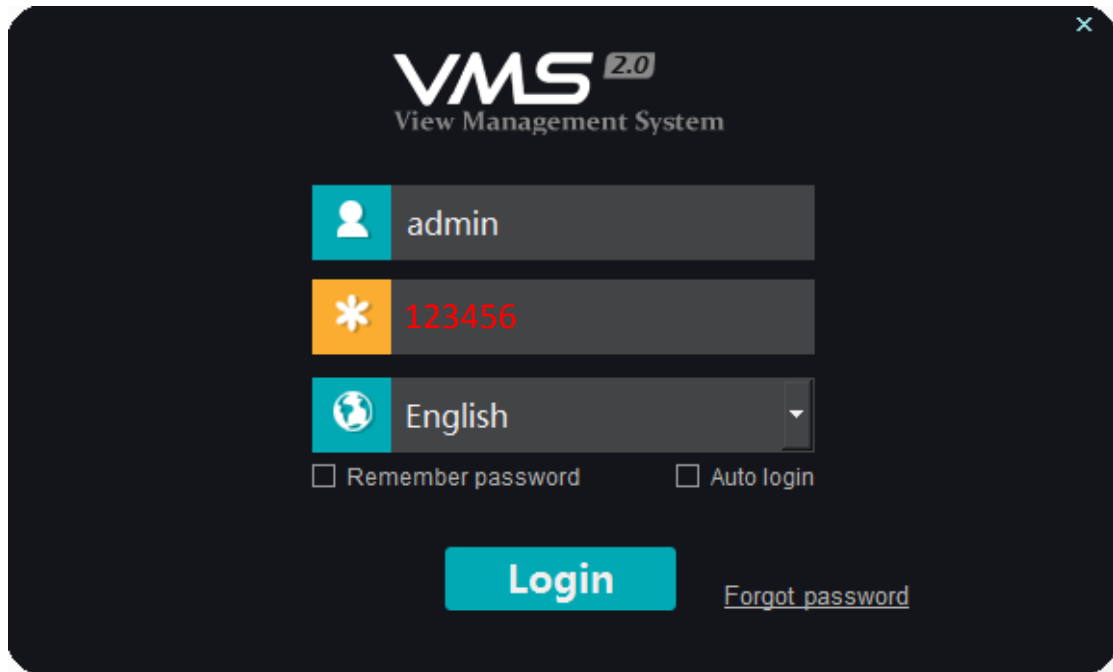 VMS 2.0
View Management System
admin
123456
English
Remember password Auto login
Login
Forgot password